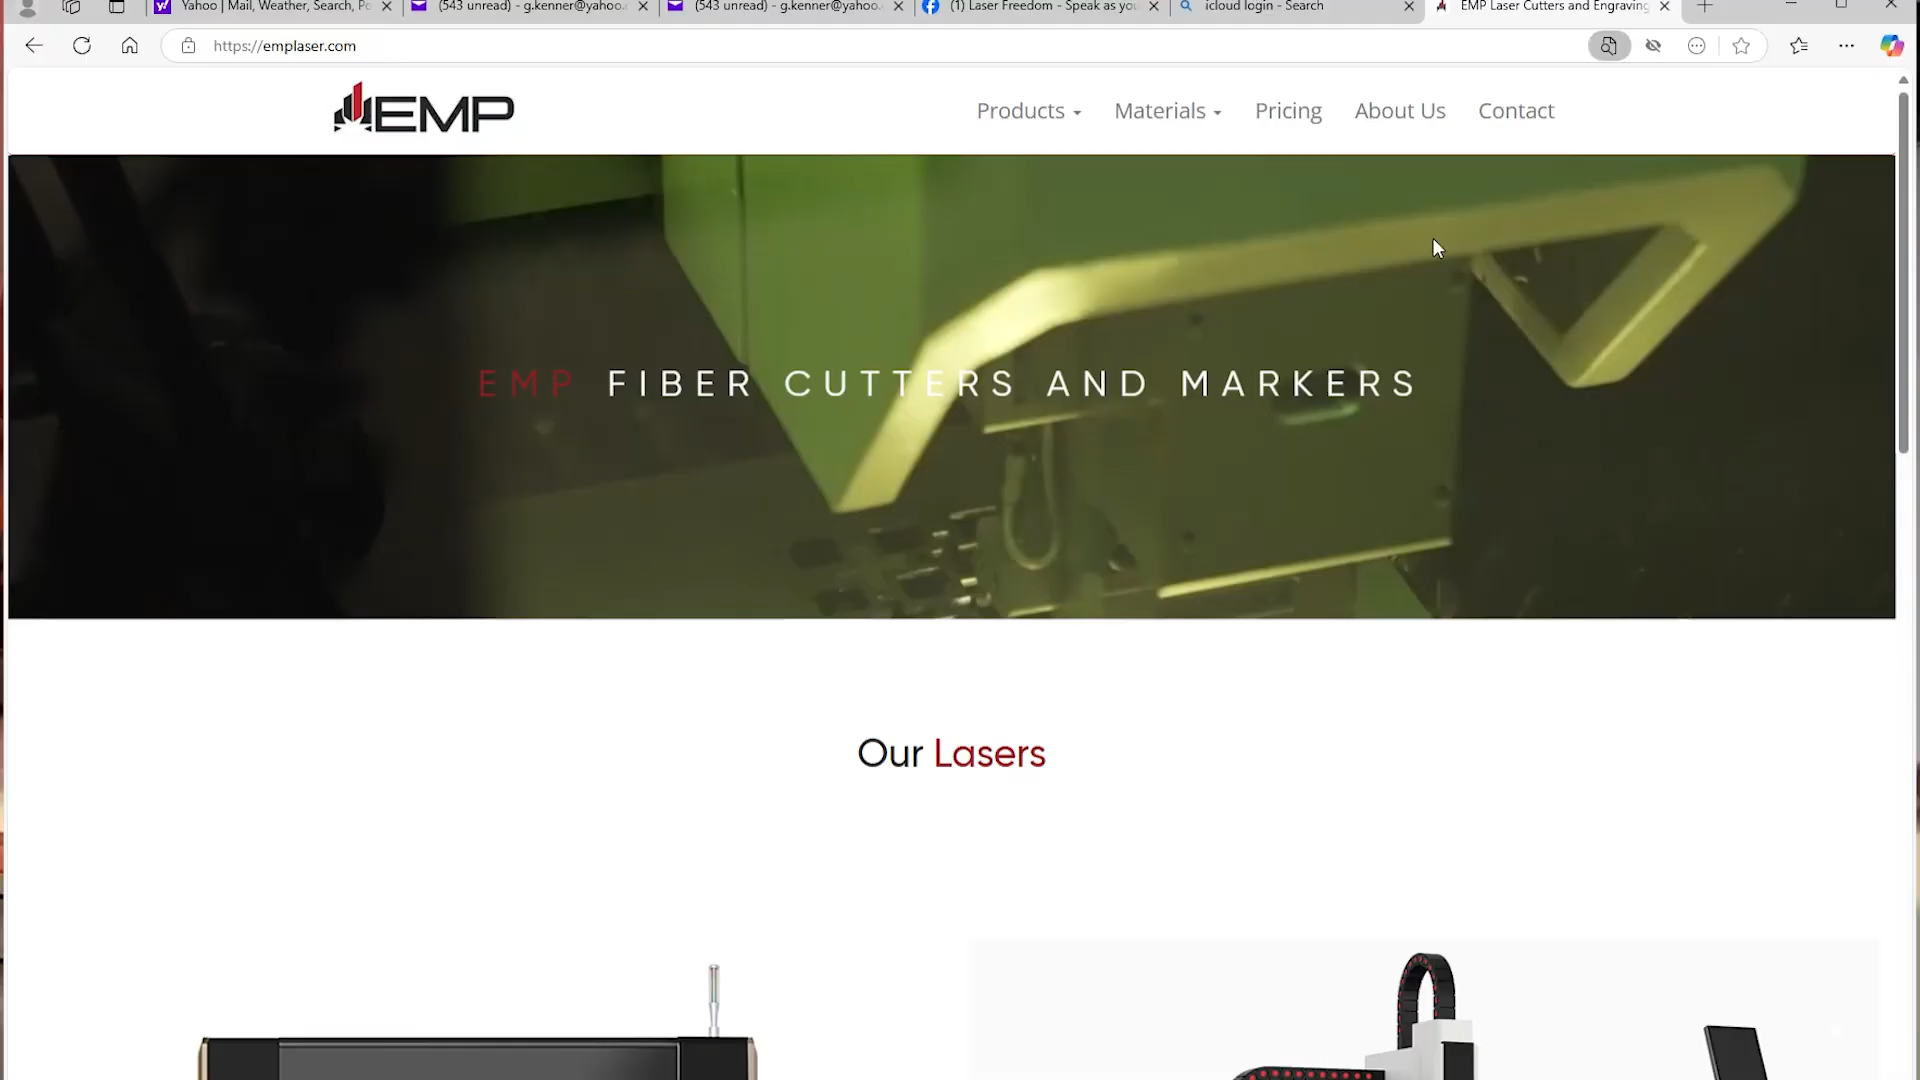 Yahoo | Mail, Weather, Search, Po
(543 unread) - g.kenner@yahoo.
(543 unread) - g.kenner@yahoo.
(1) Laser Freedom - Speak as you
icloud login - Search
EMP Laser Cutters and Engraving
https://emplaser.com
EMP
Products
Materials
Pricing
About Us
Contact
EMP FIBER CUTTERS AND MARKERS
Our Lasers